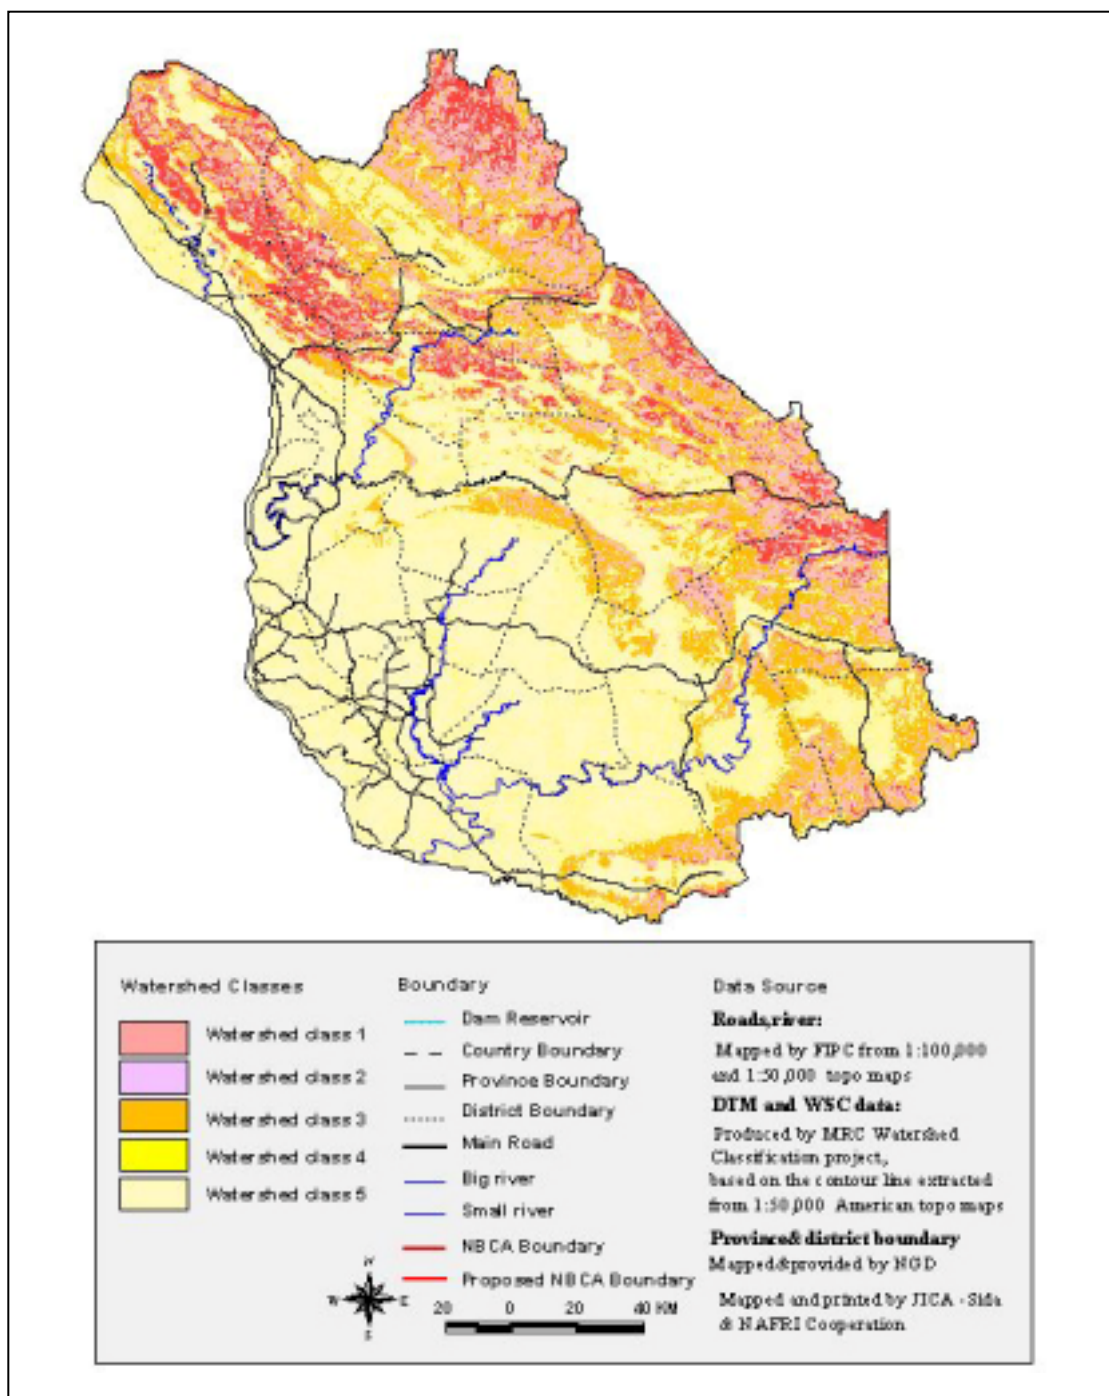 Watershed Classes
Watershed class 1
Watershed class 2
Watershed class 3
Watershed class 4
Watershed class 5
Boundary
Dam Reservoir
Country Boundary
Province Boundary
District Boundary
Main Road
Big river
Small river
NBCA Boundary
Proposed NBCA Boundary
N
W E
S
20 0 20 40 KM
Data Source
Roads,river:
Mapped by FIPC from 1:100,000
and 1:50,000 topo maps
DTM and WSC data:
Produced by MRC Watershed
Classification project,
based on the contour line extracted
from 1:50,000 American topo maps
Province& district boundary
Mapped&provided by NGD
Mapped and printed by JICA - Sida
& NAFRI Cooperation